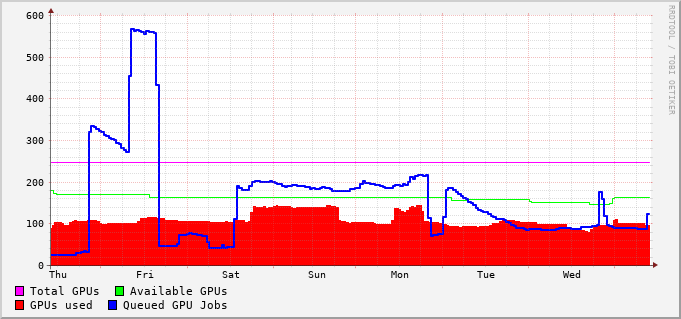 600
500
400
300
200
100
0
Thu Fri Sat Sun Mon Tue Wed
Total GPUs Available GPUs
GPUs used Queued GPU Jobs
RRDTOOL / TOBI OETIKER